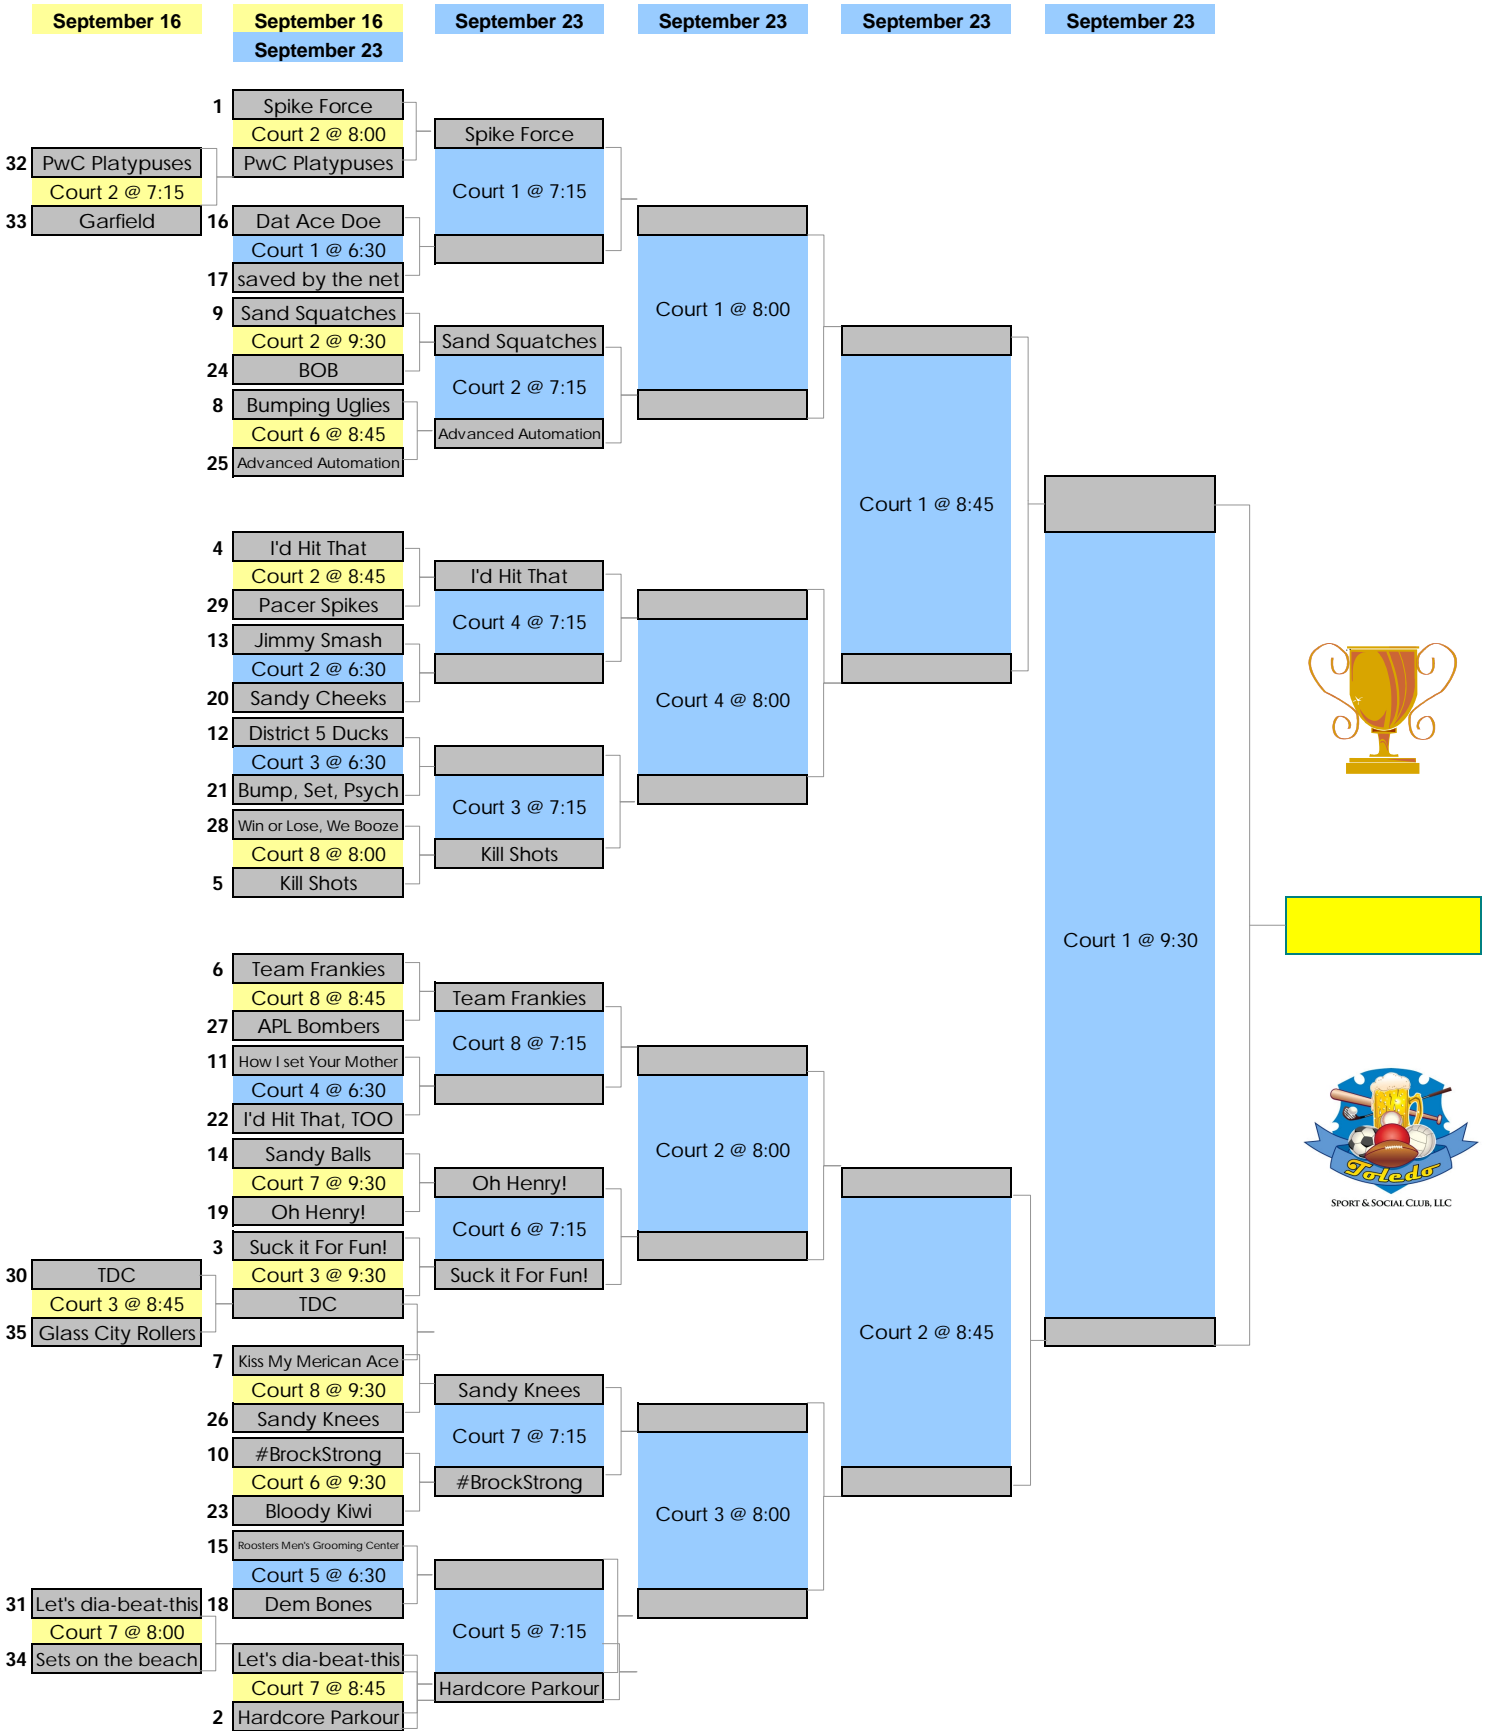 September 16
September 16
September 23
September 23
September 23
September 23
September 23
1 Spike Force
Court 2 @ 8:00
Spike Force
32 PwC Platypuses
PwC Platypuses
Court 2 @ 7:15
Court 1 @ 7:15
33 Garfield
16 Dat Ace Doe
Court 1 @ 6:30
17 saved by the net
9 Sand Squatches
Court 1 @ 8:00
Court 2 @ 9:30
Sand Squatches
24 BOB
Court 2 @ 7:15
8 Bumping Uglies
Court 6 @ 8:45
Advanced Automation
25 Advanced Automation
Court 1 @ 8:45
4 I'd Hit That
Court 2 @ 8:45
I'd Hit That
29 Pacer Spikes
Court 4 @ 7:15
13 Jimmy Smash
Court 2 @ 6:30
20 Sandy Cheeks
Court 4 @ 8:00
12 District 5 Ducks
Court 3 @ 6:30
21 Bump, Set, Psych
Court 3 @ 7:15
28 Win or Lose, We Booze
Court 8 @ 8:00
Kill Shots
5 Kill Shots
Court 1 @ 9:30
6 Team Frankies
Court 8 @ 8:45
Team Frankies
27 APL Bombers
Court 8 @ 7:15
11 How I set Your Mother
Court 4 @ 6:30
22 I'd Hit That, TOO
14 Sandy Balls
Court 2 @ 8:00
Court 7 @ 9:30
Oh Henry!
19 Oh Henry!
Court 6 @ 7:15
3 Suck it For Fun!
30 TDC
Court 3 @ 9:30
Suck it For Fun!
Court 3 @ 8:45
TDC
35 Glass City Rollers
Court 2 @ 8:45
7 Kiss My Merican Ace
Court 8 @ 9:30
Sandy Knees
26 Sandy Knees
Court 7 @ 7:15
10 #BrockStrong
Court 6 @ 9:30
#BrockStrong
23 Bloody Kiwi
Court 3 @ 8:00
15 Roosters Men's Grooming Center
Court 5 @ 6:30
31 Let's dia-beat-this
18 Dem Bones
Court 7 @ 8:00
Court 5 @ 7:15
34 Sets on the beach
Let's dia-beat-this
Court 7 @ 8:45
Hardcore Parkour
2 Hardcore Parkour
Toledo
SPORT & SOCIAL CLUB, LLC